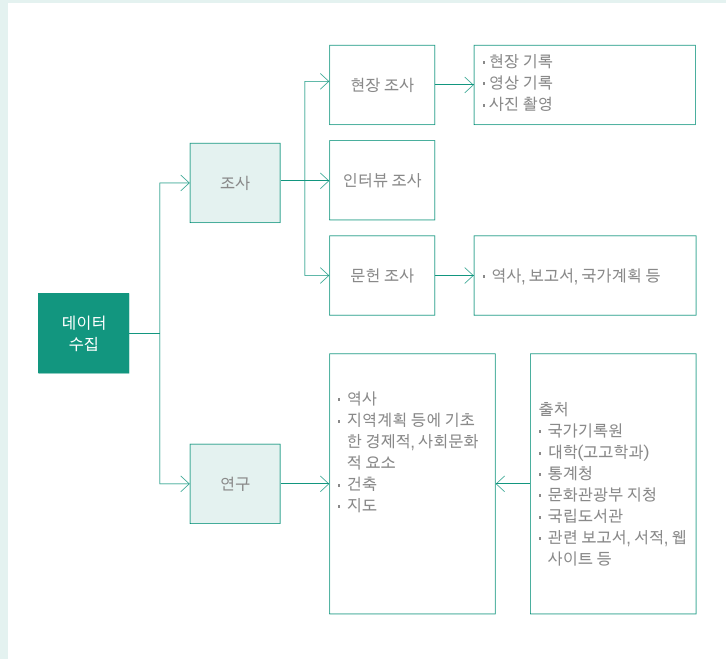 데이터
수집
조사
현장 조사
· 현장 기록
· 영상 기록
· 사진 촬영
인터뷰 조사
문헌 조사
· 역사, 보고서, 국가계획 등
연구
· 역사
· 지역계획 등에 기초
한 경제적, 사회문화
적 요소
· 건축
· 지도
출처
· 국가기록원
· 대학(고고학과)
· 통계청
· 문화관광부 지청
· 국립도서관
· 관련 보고서, 서적, 웹
사이트 등